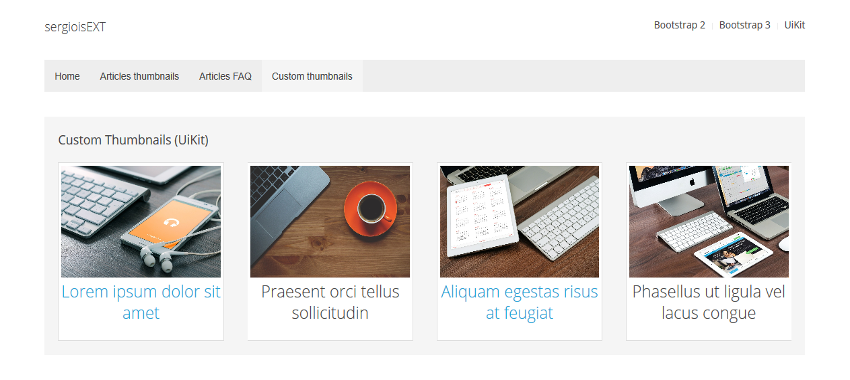 sergioisEXT
Bootstrap 2 | Bootstrap 3 | UiKit
Home Articles thumbnails Articles FAQ Custom thumbnails
Custom Thumbnails (UiKit)
Lorem ipsum dolor sit
amet
Praesent orci tellus
sollicitudin
Aliquam egestas risus
at feugiat
Phasellus ut ligula vel
lacus congue